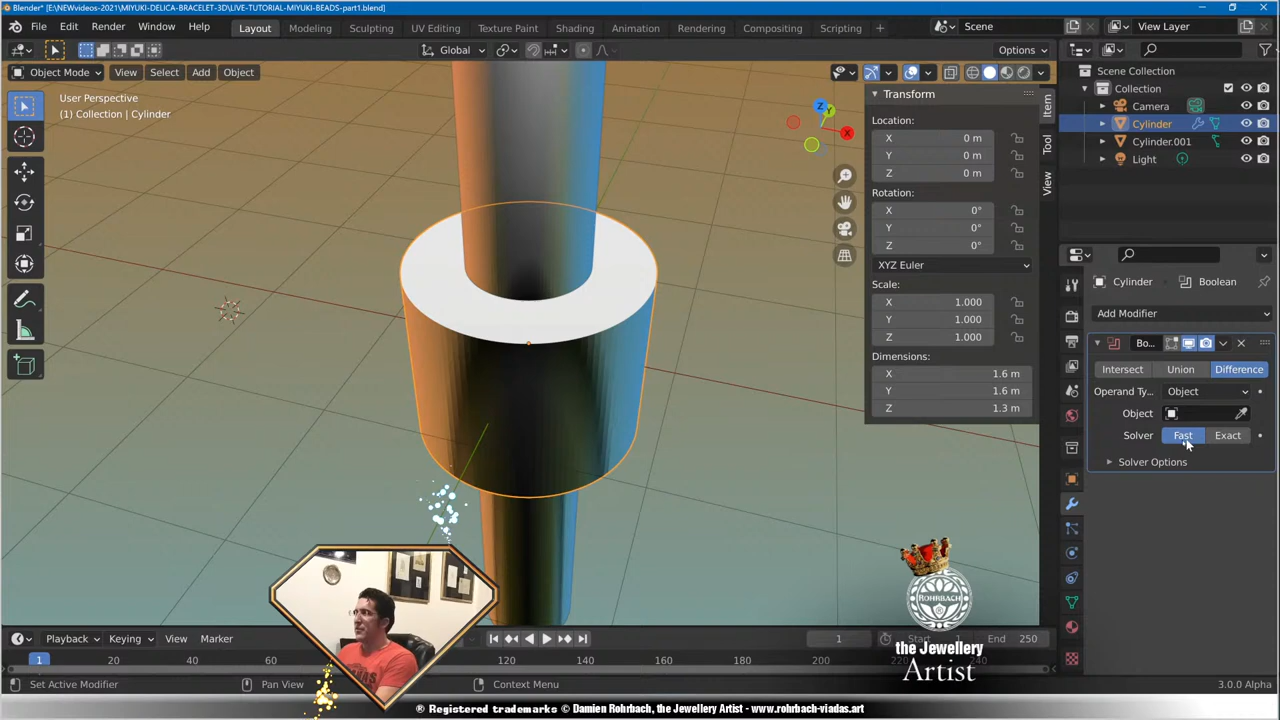 Blender* [E:\NEWvideos-2021\MIYUKI-DELICA-BRACELET-3D\LIVE-TUTORIAL-MIYUKI-BEADS-part1.blend]
File Edit Render Window Help Layout Modeling Sculpting UV Editing Texture Paint Shading Animation Rendering Compositing Scripting + Scene View Layer
Global Options
Object Mode View Select Add Object
User Perspective
(1) Collection | Cylinder
Z
Y
X
Transform
Location:
X 0 m
Y 0 m
Z 0 m
Rotation:
X 0°
Y 0°
Z 0°
XYZ Euler
Scale:
X 1.000
Y 1.000
Z 1.000
Dimensions:
X 1.6 m
Y 1.6 m
Z 1.3 m
Item
Tool
View
Scene Collection
Collection
Camera
Cylinder
Cylinder.001
Light
Cylinder Boolean
Add Modifier
Bo...
Intersect Union Difference
Operand Ty... Object
Object
Solver Fast Exact
Solver Options
ROHRBACH
the Jewellery
Artist
Playback Keying View Marker 1 Start 1 End 250
1 20 40 60 120 140 160 180 200 220 240
Set Active Modifier Pan View Context Menu 3.0.0 Alpha
® Registered trademarks © Damien Rohrbach, the Jewellery Artist - www.rohrbach-viadas.art